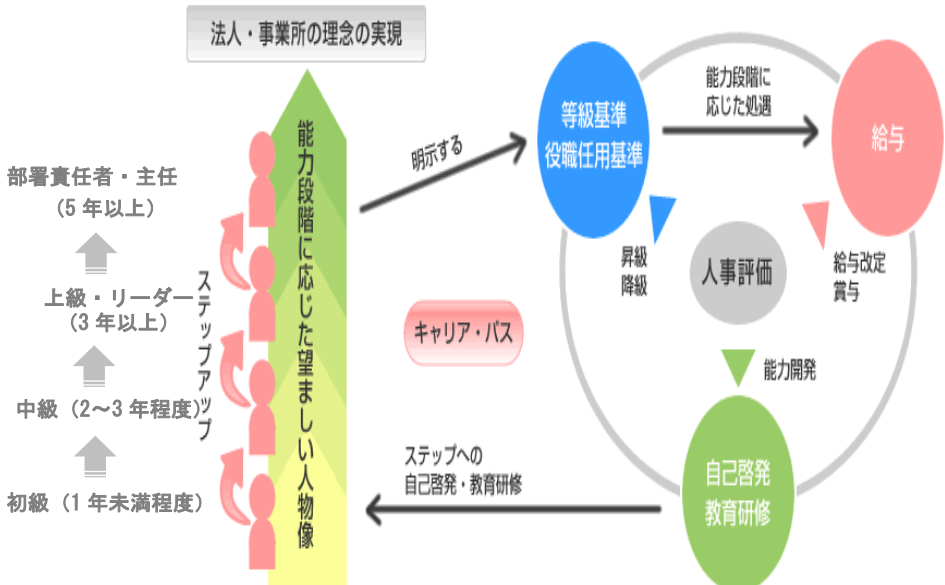 法人・事業所の理念の実現
部署責任者・主任
（5 年以上）
上級・リーダー
（3 年以上）
中級（2～3 年程度）
初級（1 年未満程度）
ステップアップ
能力段階に応じた望ましい人物像
明示する
キャリア・パス
ステップへの
自己啓発・教育研修
等級基準
役職任用基準
能力段階に
応じた処遇
給与
昇級
降級
人事評価
給与改定
賞与
能力開発
自己啓発
教育研修